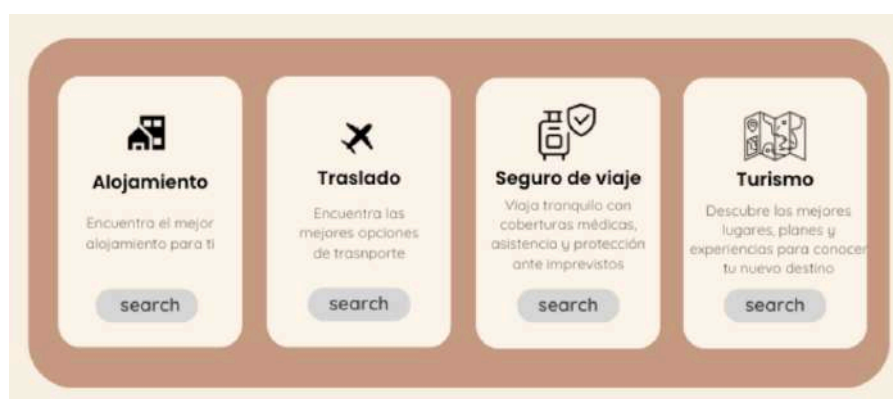 Alojamiento
Encuentra el mejor
alojamiento para ti
search
Traslado
Encuentra las
mejores opciones
de trasnporte
search
Seguro de viaje
Viaja tranquilo con
coberturas médicas,
asistencia y protección
ante imprevistos
search
Turismo
Descubre los mejores
lugares, planes y
experiencias para conocer
tu nuevo destino
search